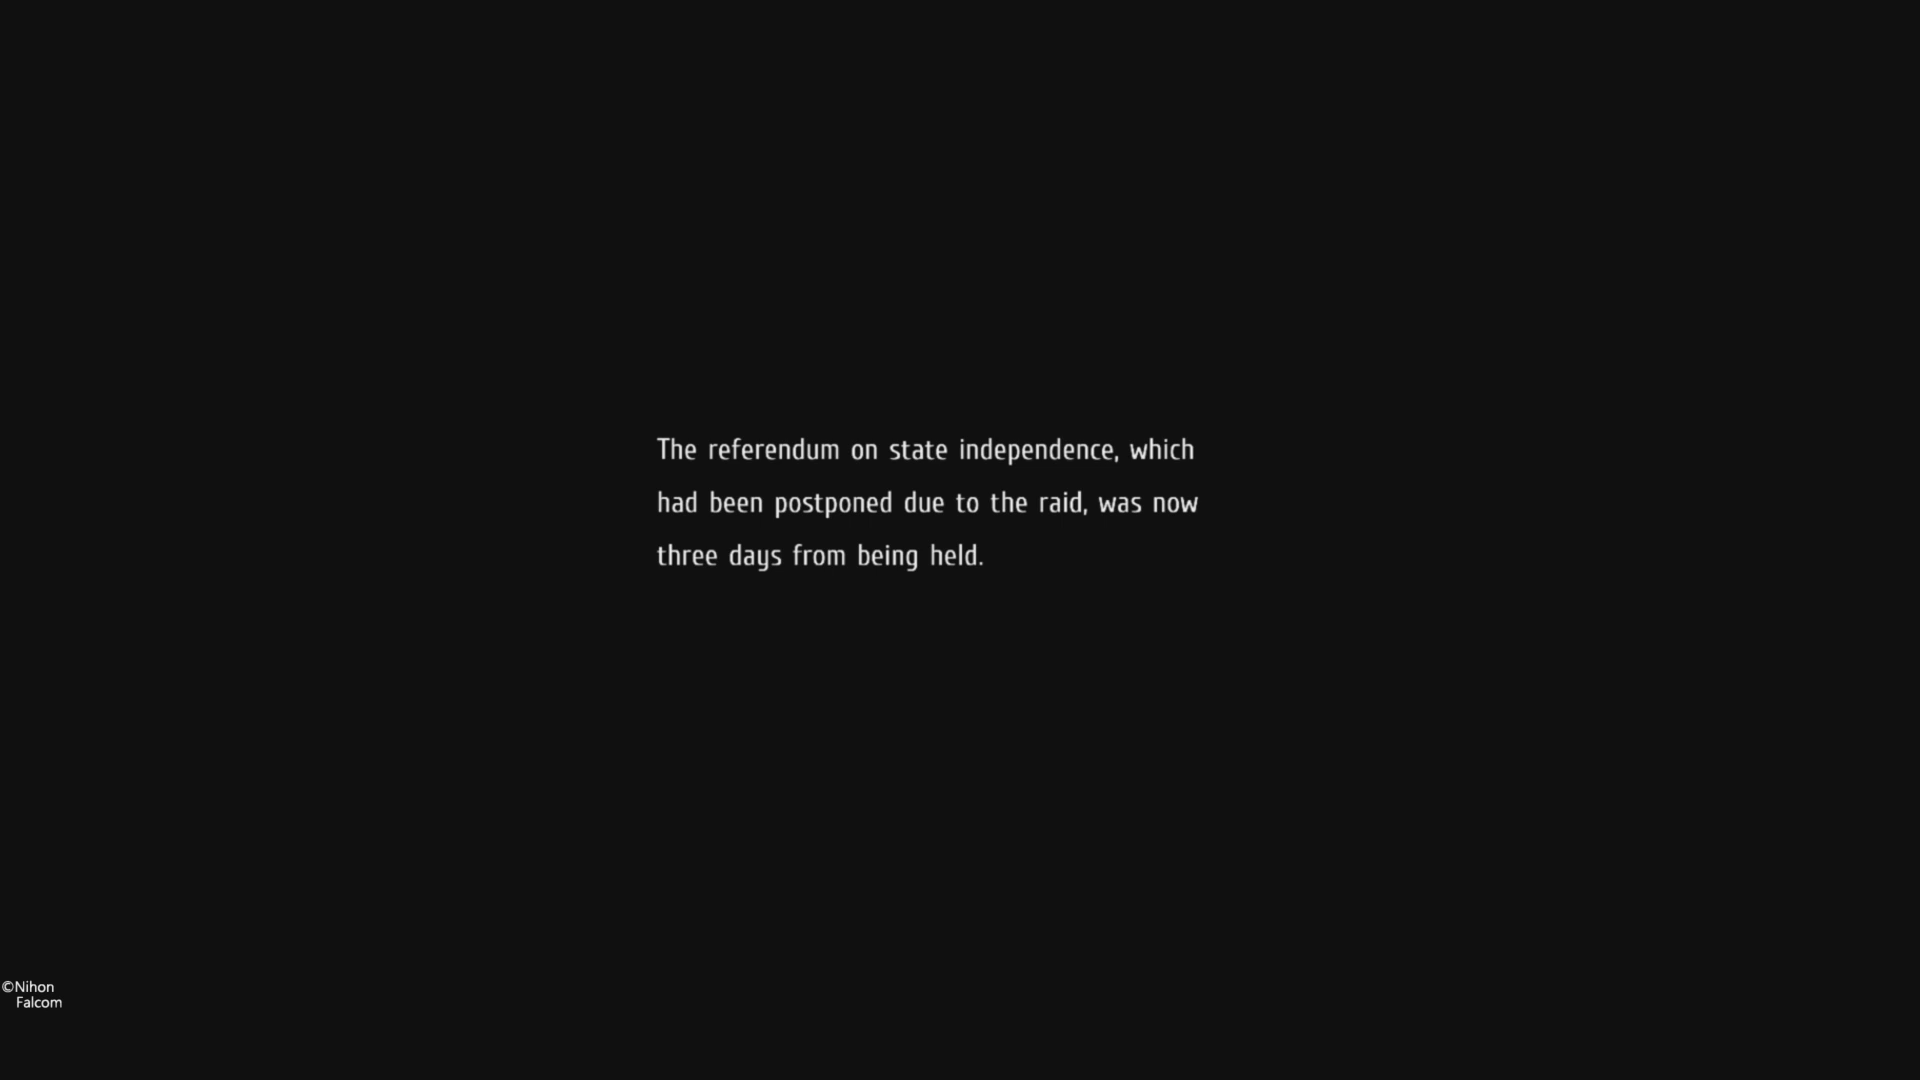 The referendum on state independence, which
had been postponed due to the raid, was now
three days from being held.
©Nihon
Falcom